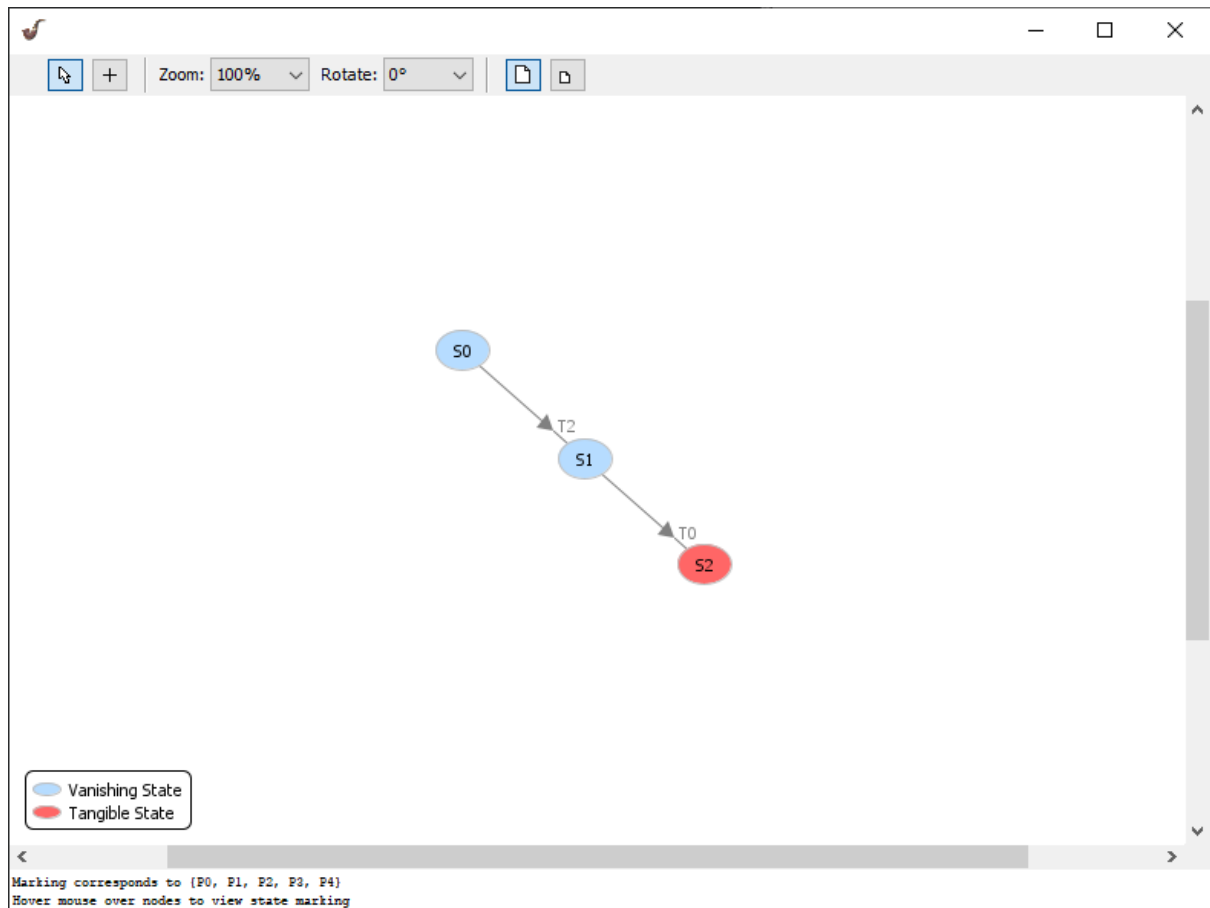 Zoom: 100% Rotate: 0°
S0
T2
S1
T0
S2
Vanishing State
Tangible State
Marking corresponds to {P0, P1, P2, P3, P4}
Hover mouse over nodes to view state marking